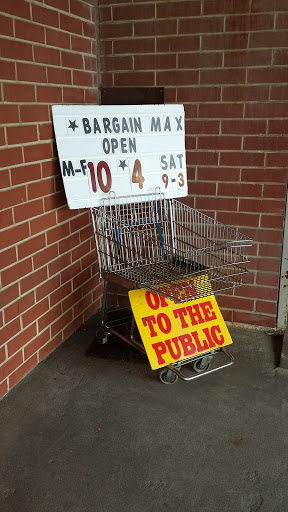 ★ BARGAIN MAX
OPEN
M-F 10 ★ 4 SAT
9-3
OPEN
TO THE
PUBLIC